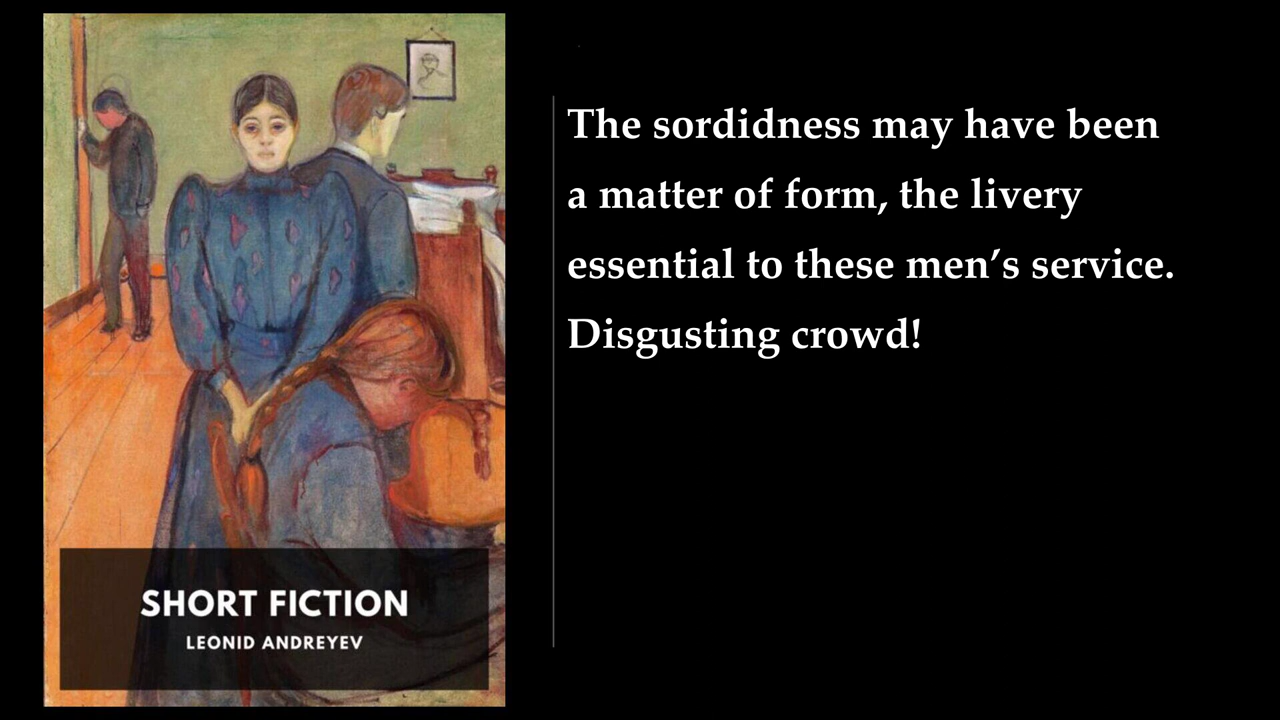 The sordidness may have been
a matter of form, the livery
essential to these men’s service.
Disgusting crowd!
SHORT FICTION
LEONID ANDREYEV